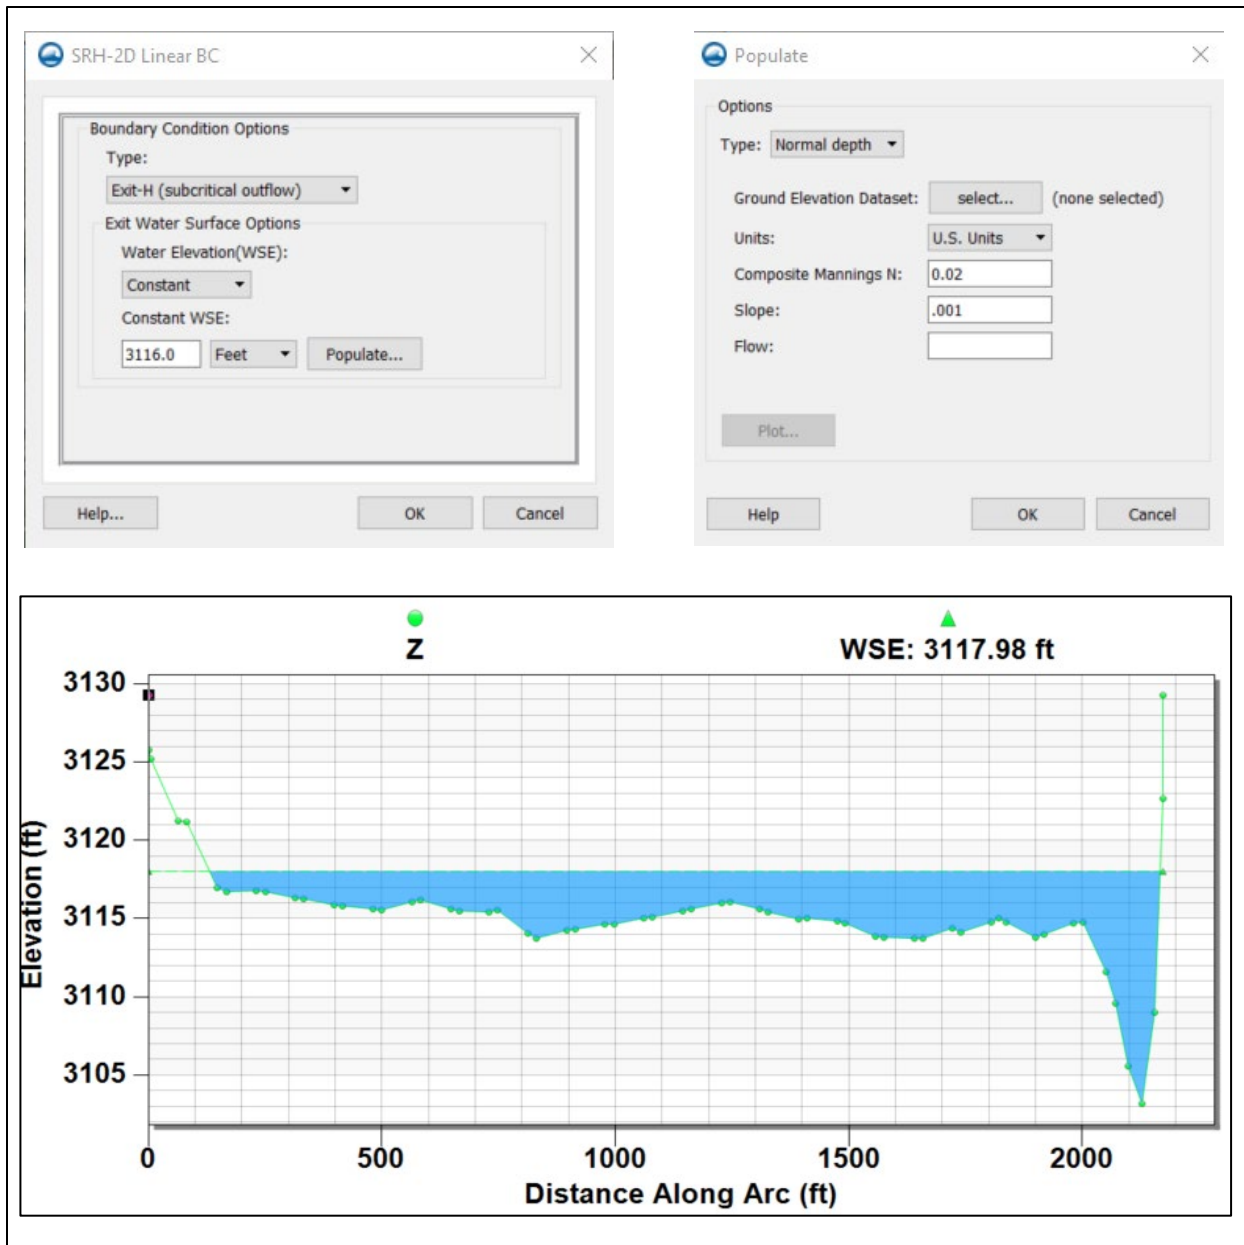 SRH-2D Linear BC
Boundary Condition Options
Type:
Exit-H (subcritical outflow)
Exit Water Surface Options
Water Elevation(WSE):
Constant
Constant WSE:
3116.0 Feet Populate...
Help... OK Cancel
Populate
Options
Type: Normal depth
Ground Elevation Dataset: select... (none selected)
Units: U.S. Units
Composite Mannings N: 0.02
Slope: .001
Flow:
Plot...
Help OK Cancel
Z WSE: 3117.98 ft
3130
3125
3120
3115
3110
3105
Elevation (ft)
0 500 1000 1500 2000
Distance Along Arc (ft)